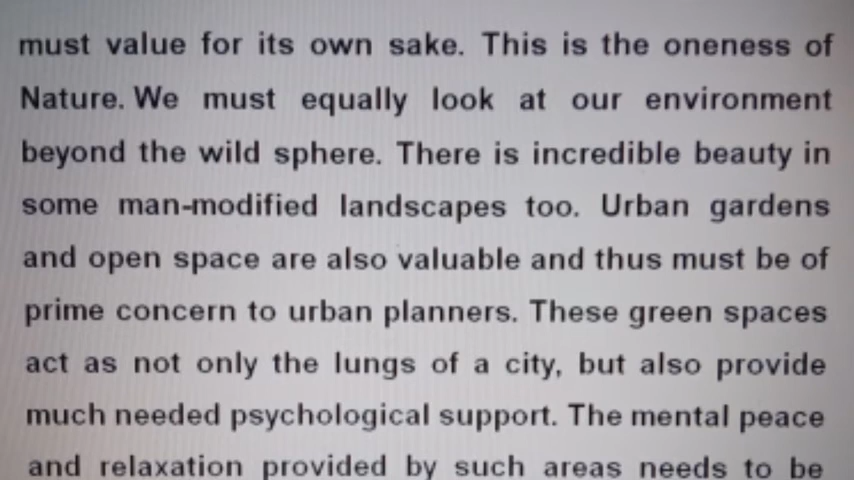 must value for its own sake. This is the oneness of
Nature. We must equally look at our environment
beyond the wild sphere. There is incredible beauty in
some man-modified landscapes too. Urban gardens
and open space are also valuable and thus must be of
prime concern to urban planners. These green spaces
act as not only the lungs of a city, but also provide
much needed psychological support. The mental peace
and relaxation provided by such areas needs to be